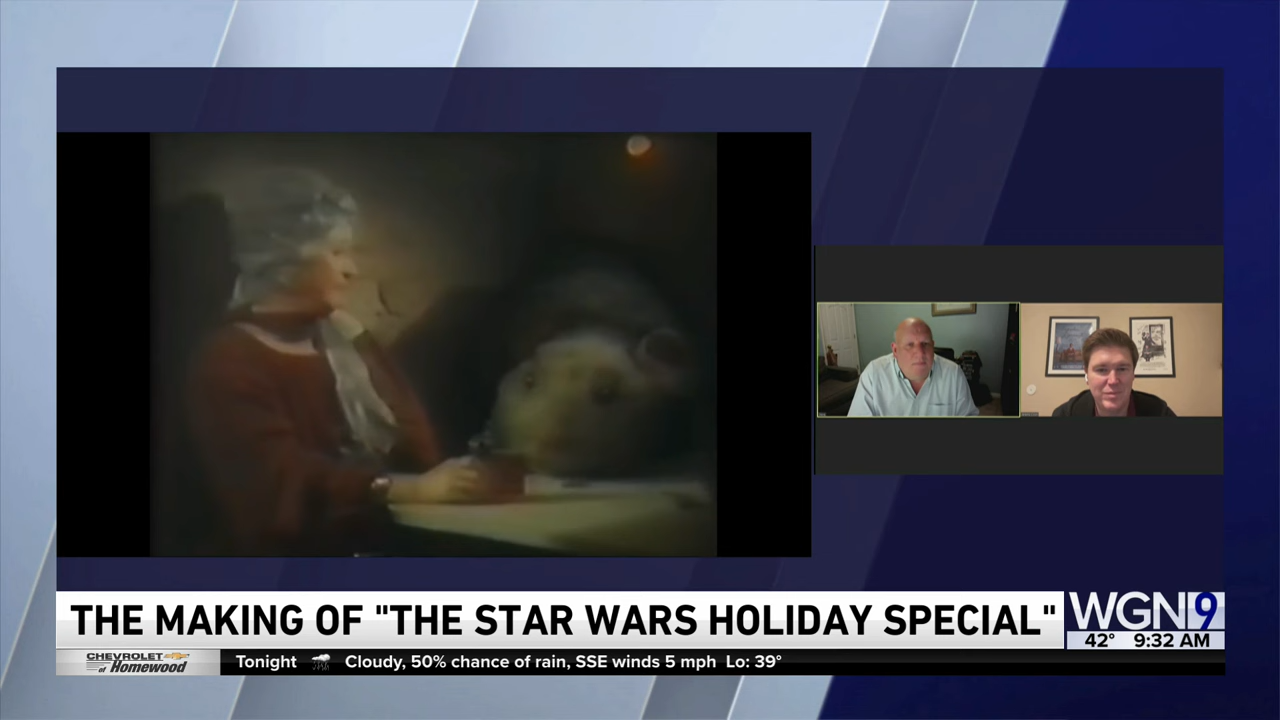 THE MAKING OF "THE STAR WARS HOLIDAY SPECIAL"
WGN9
42° 9:32 AM
CHEVROLET
of Homewood
Tonight Cloudy, 50% chance of rain, SSE winds 5 mph Lo: 39°